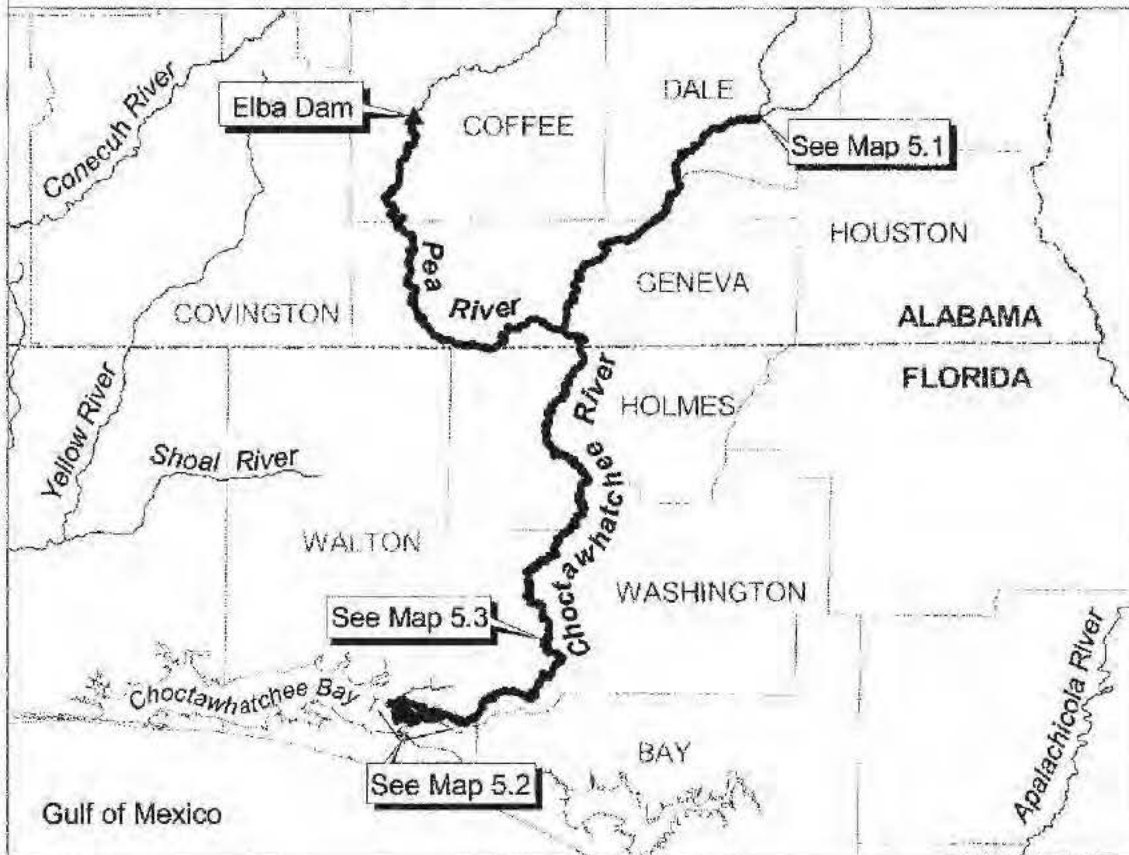 Conecuh River
Elba Dam
COFFEE
DALE
See Map 5.1
HOUSTON
Pea
River
GENEVA
COVINGTON
ALABAMA
FLORIDA
Yellow River
Shoal River
HOLMES
Choctawhatchee River
WALTON
WASHINGTON
See Map 5.3
Choctawhatchee Bay
Apalachicola River
BAY
See Map 5.2
Gulf of Mexico